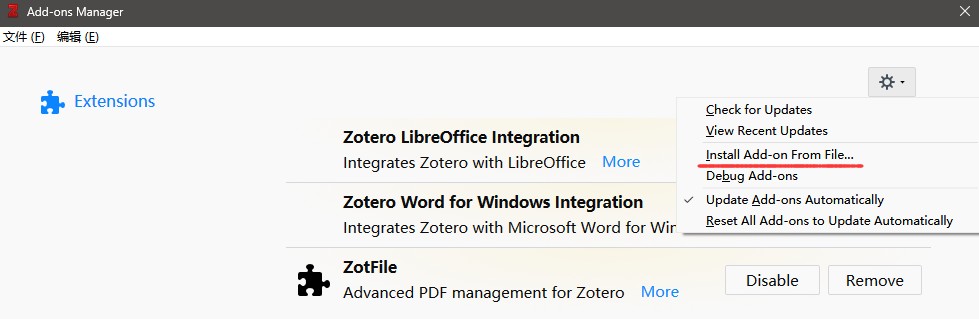 Add-ons Manager
文件 (F) 编辑 (E)
Extensions
Check for Updates
View Recent Updates
Install Add-on From File...
Debug Add-ons
Update Add-ons Automatically
Reset All Add-ons to Update Automatically
Zotero LibreOffice Integration
Integrates Zotero with LibreOffice More
Zotero Word for Windows Integration
Integrates Zotero with Microsoft Word for
ZotFile
Advanced PDF management for Zotero More
Disable Remove